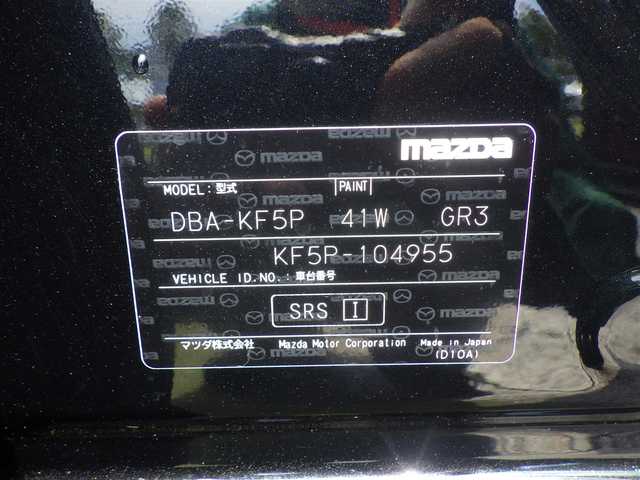 mazda
MODEL：型式 PAINT
DBA-KF5P 41W GR3
KF5P-104955
VEHICLE ID.NO.：車台番号
SRS I
マツダ株式会社 Mazda Motor Corporation Made in Japan
(D10A)